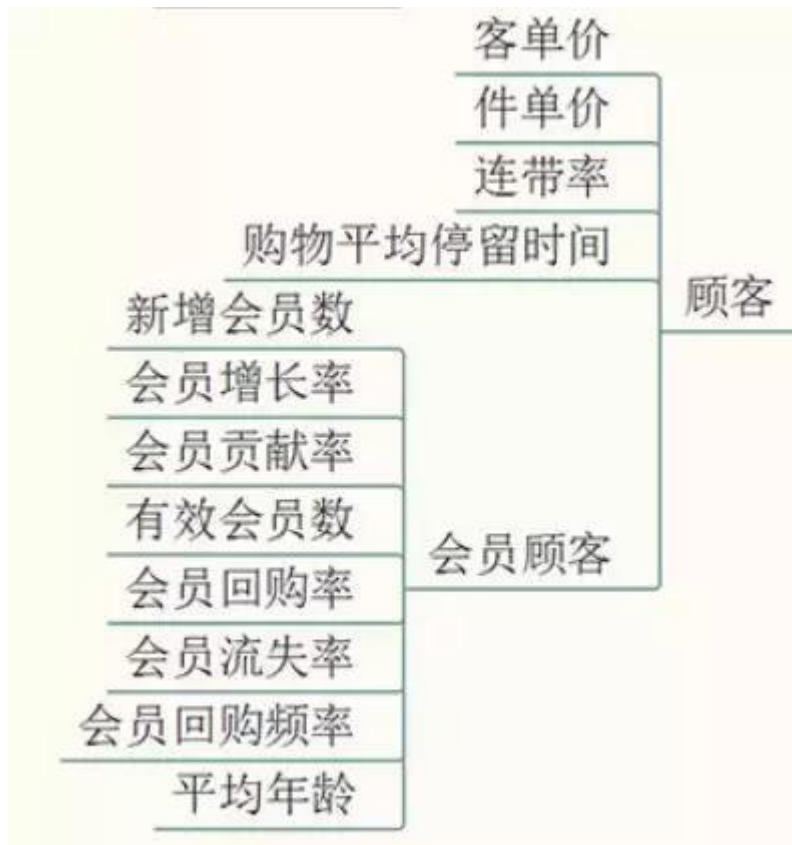 客单价
件单价
连带率
购物平均停留时间
顾客
新增会员数
会员增长率
会员贡献率
有效会员数
会员顾客
会员回购率
会员流失率
会员回购频率
平均年龄